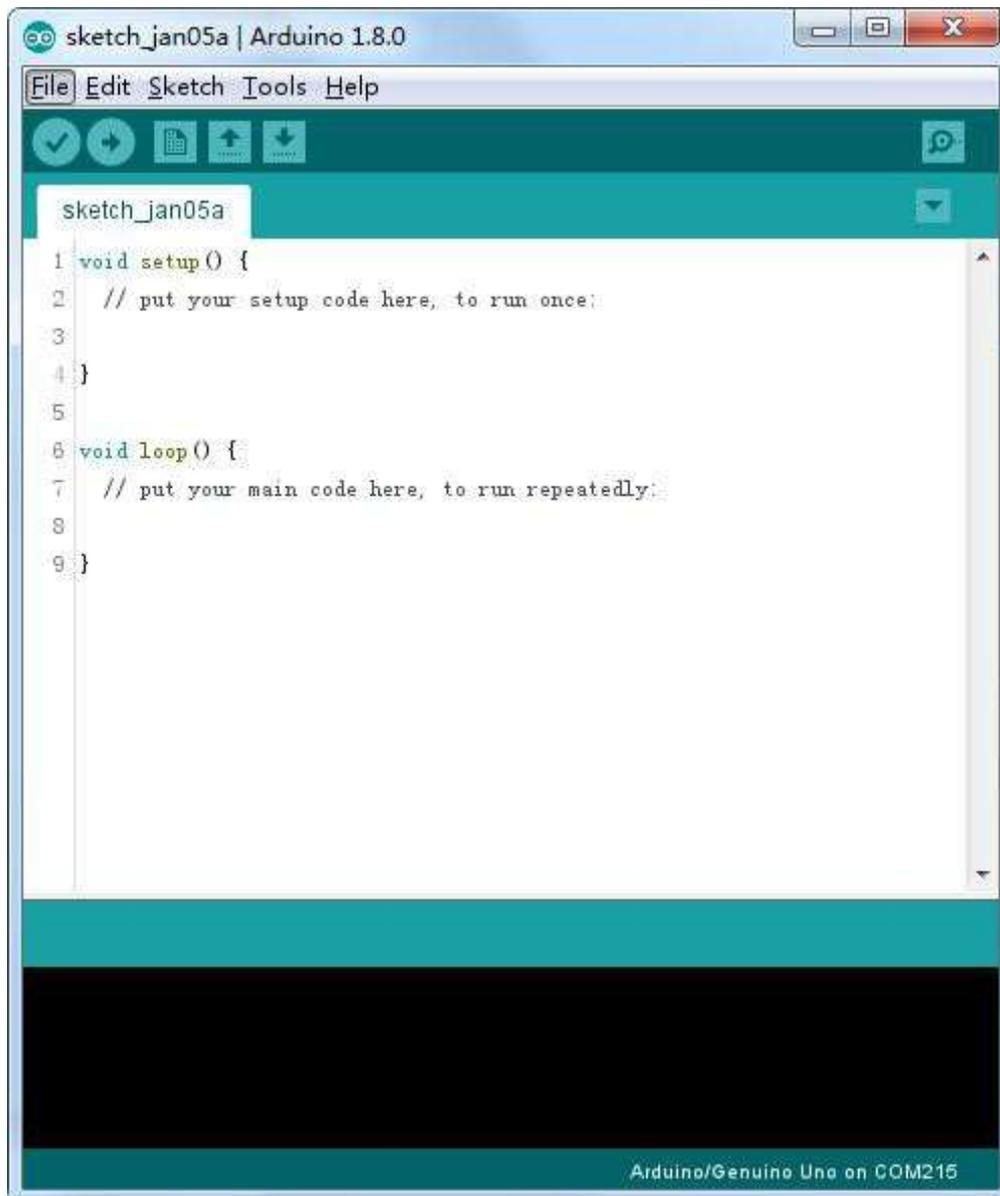 sketch_jan05a | Arduino 1.8.0
File Edit Sketch Tools Help
sketch_jan05a
1 void setup() {
2 // put your setup code here, to run once:
3
4 }
5
6 void loop() {
7 // put your main code here, to run repeatedly:
8
9 }
Arduino/Genuino Uno on COM215